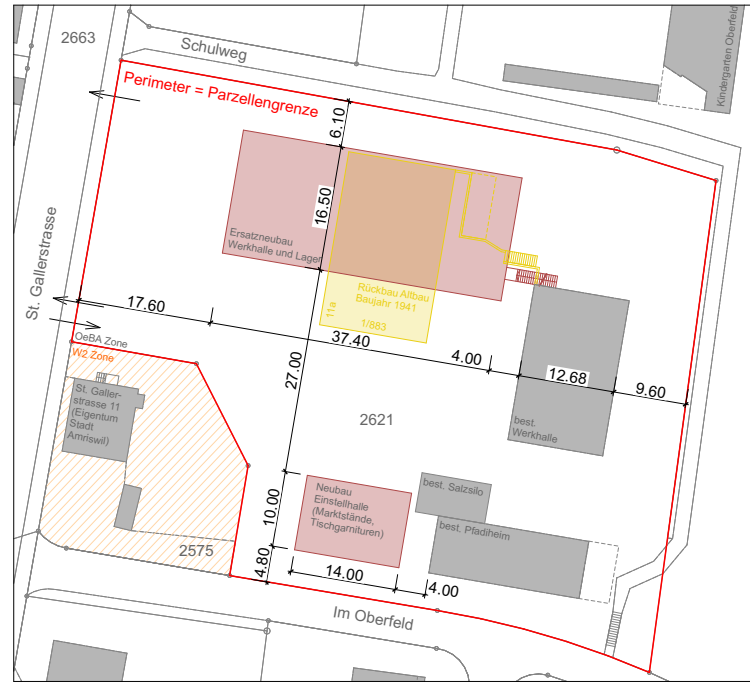 2663
Schulweg
Kindergarten Oberfeld
Perimeter = Parzellengrenze
6.10
16.50
St. Gallerstrasse
Ersatzneubau
Werkhalle und Lager
Rückbau Altbau
Baujahr 1941
11a
1/883
17.60
37.40
4.00
12.68
9.60
OeBA Zone
W2 Zone
27.00
St. Galler-
strasse 11
(Eigentum
Stadt
Amriswil)
2621
best.
Werkhalle
Neubau
Einstellhalle
(Marktstände,
Tischgarnituren)
best. Salzsilo
best. Pfadiheim
10.00
2575
4.80
14.00
4.00
Im Oberfeld